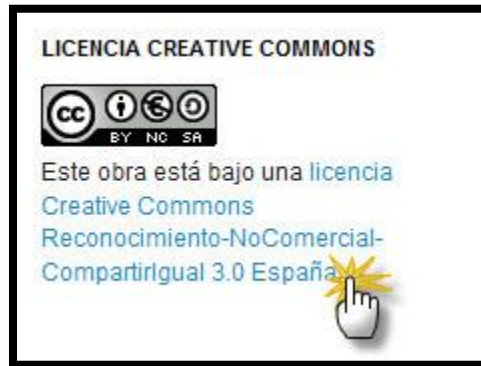 LICENCIA CREATIVE COMMONS
cc
BY NC SA
Este obra está bajo una licencia
Creative Commons
Reconocimiento-NoComercial-
CompartirIgual 3.0 España